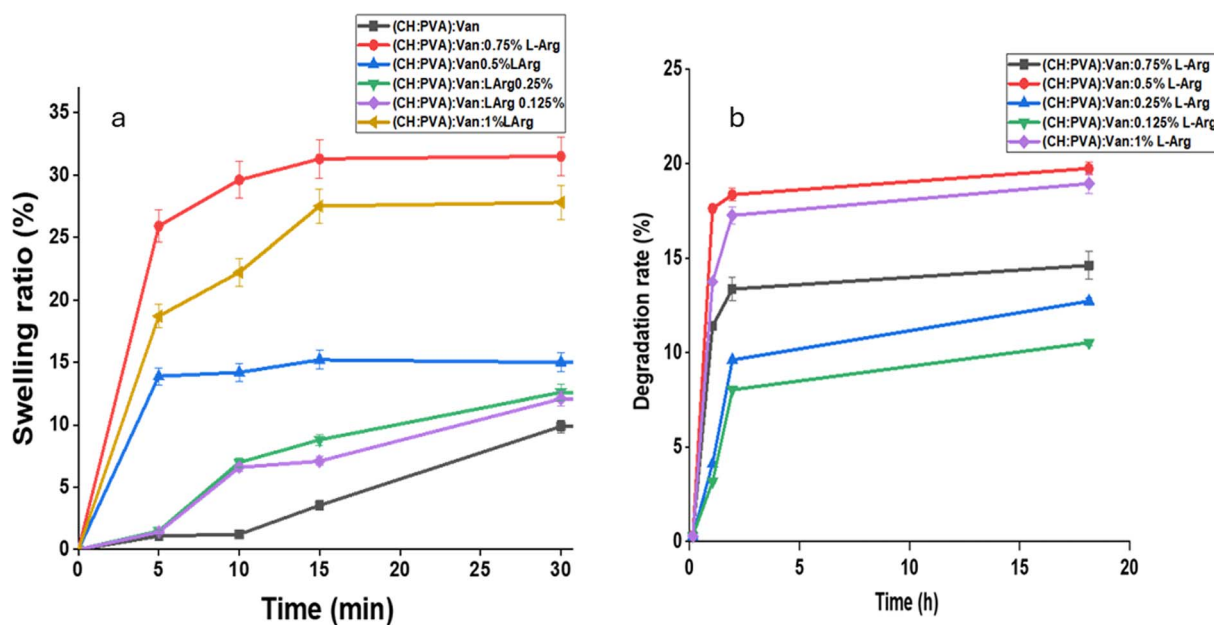 a
(CH:PVA):Van
(CH:PVA):Van:0.75% L-Arg
(CH:PVA):Van0.5%LArg
(CH:PVA):Van:LArg0.25%
(CH:PVA):Van:LArg 0.125%
(CH:PVA):Van:1%LArg
Swelling ratio (%)
35
30
25
20
15
10
5
0
0 5 10 15 20 25 30
Time (min)
b
(CH:PVA):Van:0.75% L-Arg
(CH:PVA):Van:0.5% L-Arg
(CH:PVA):Van:0.25% L-Arg
(CH:PVA):Van:0.125% L-Arg
(CH:PVA):Van:1% L-Arg
Degradation rate (%)
25
20
15
10
5
0
0 5 10 15 20
Time (h)